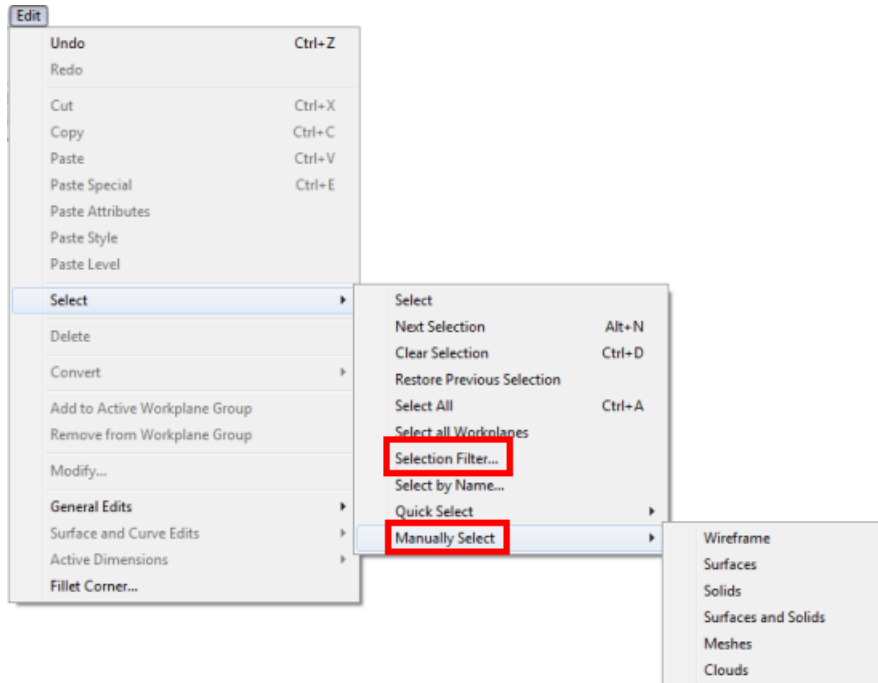 Edit
Undo Ctrl+Z
Redo
Cut Ctrl+X
Copy Ctrl+C
Paste Ctrl+V
Paste Special Ctrl+E
Paste Attributes
Paste Style
Paste Level
Select
Delete
Convert
Add to Active Workplane Group
Remove from Workplane Group
Modify...
General Edits
Surface and Curve Edits
Active Dimensions
Fillet Corner...
Select
Next Selection Alt+N
Clear Selection Ctrl+D
Restore Previous Selection
Select All Ctrl+A
Select all Workplanes
Selection Filter...
Select by Name...
Quick Select
Manually Select
Wireframe
Surfaces
Solids
Surfaces and Solids
Meshes
Clouds